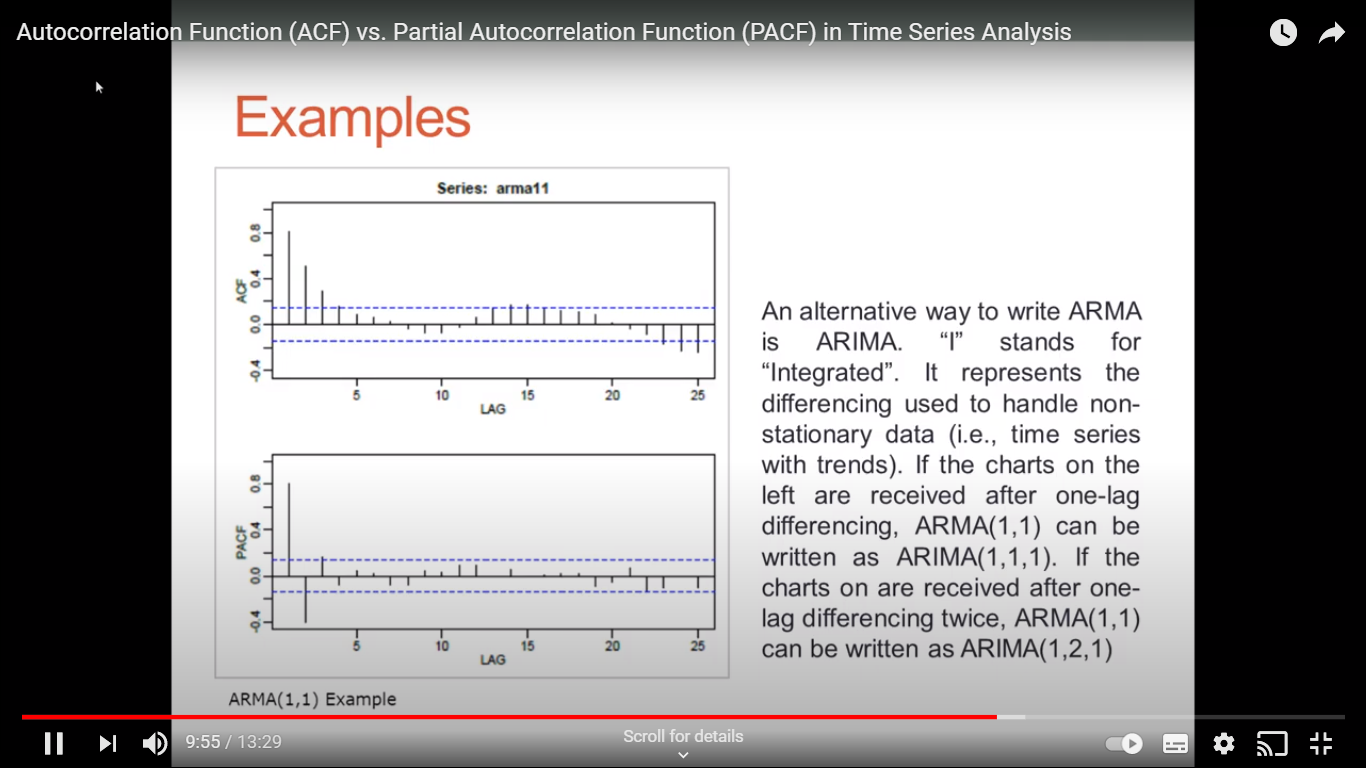 Autocorrelation Function (ACF) vs. Partial Autocorrelation Function (PACF) in Time Series Analysis
Examples
Series: arma11
ACF
0.8
0.4
0.0
-0.4
5 10 15 20 25
LAG
PACF
0.8
0.4
0.0
-0.4
5 10 15 20 25
LAG
ARMA(1,1) Example
An alternative way to write ARMA
is ARIMA. “I” stands for
“Integrated”. It represents the
differencing used to handle non-
stationary data (i.e., time series
with trends). If the charts on the
left are received after one-lag
differencing, ARMA(1,1) can be
written as ARIMA(1,1,1). If the
charts on are received after one-
lag differencing twice, ARMA(1,1)
can be written as ARIMA(1,2,1)
9:55 / 13:29
Scroll for details